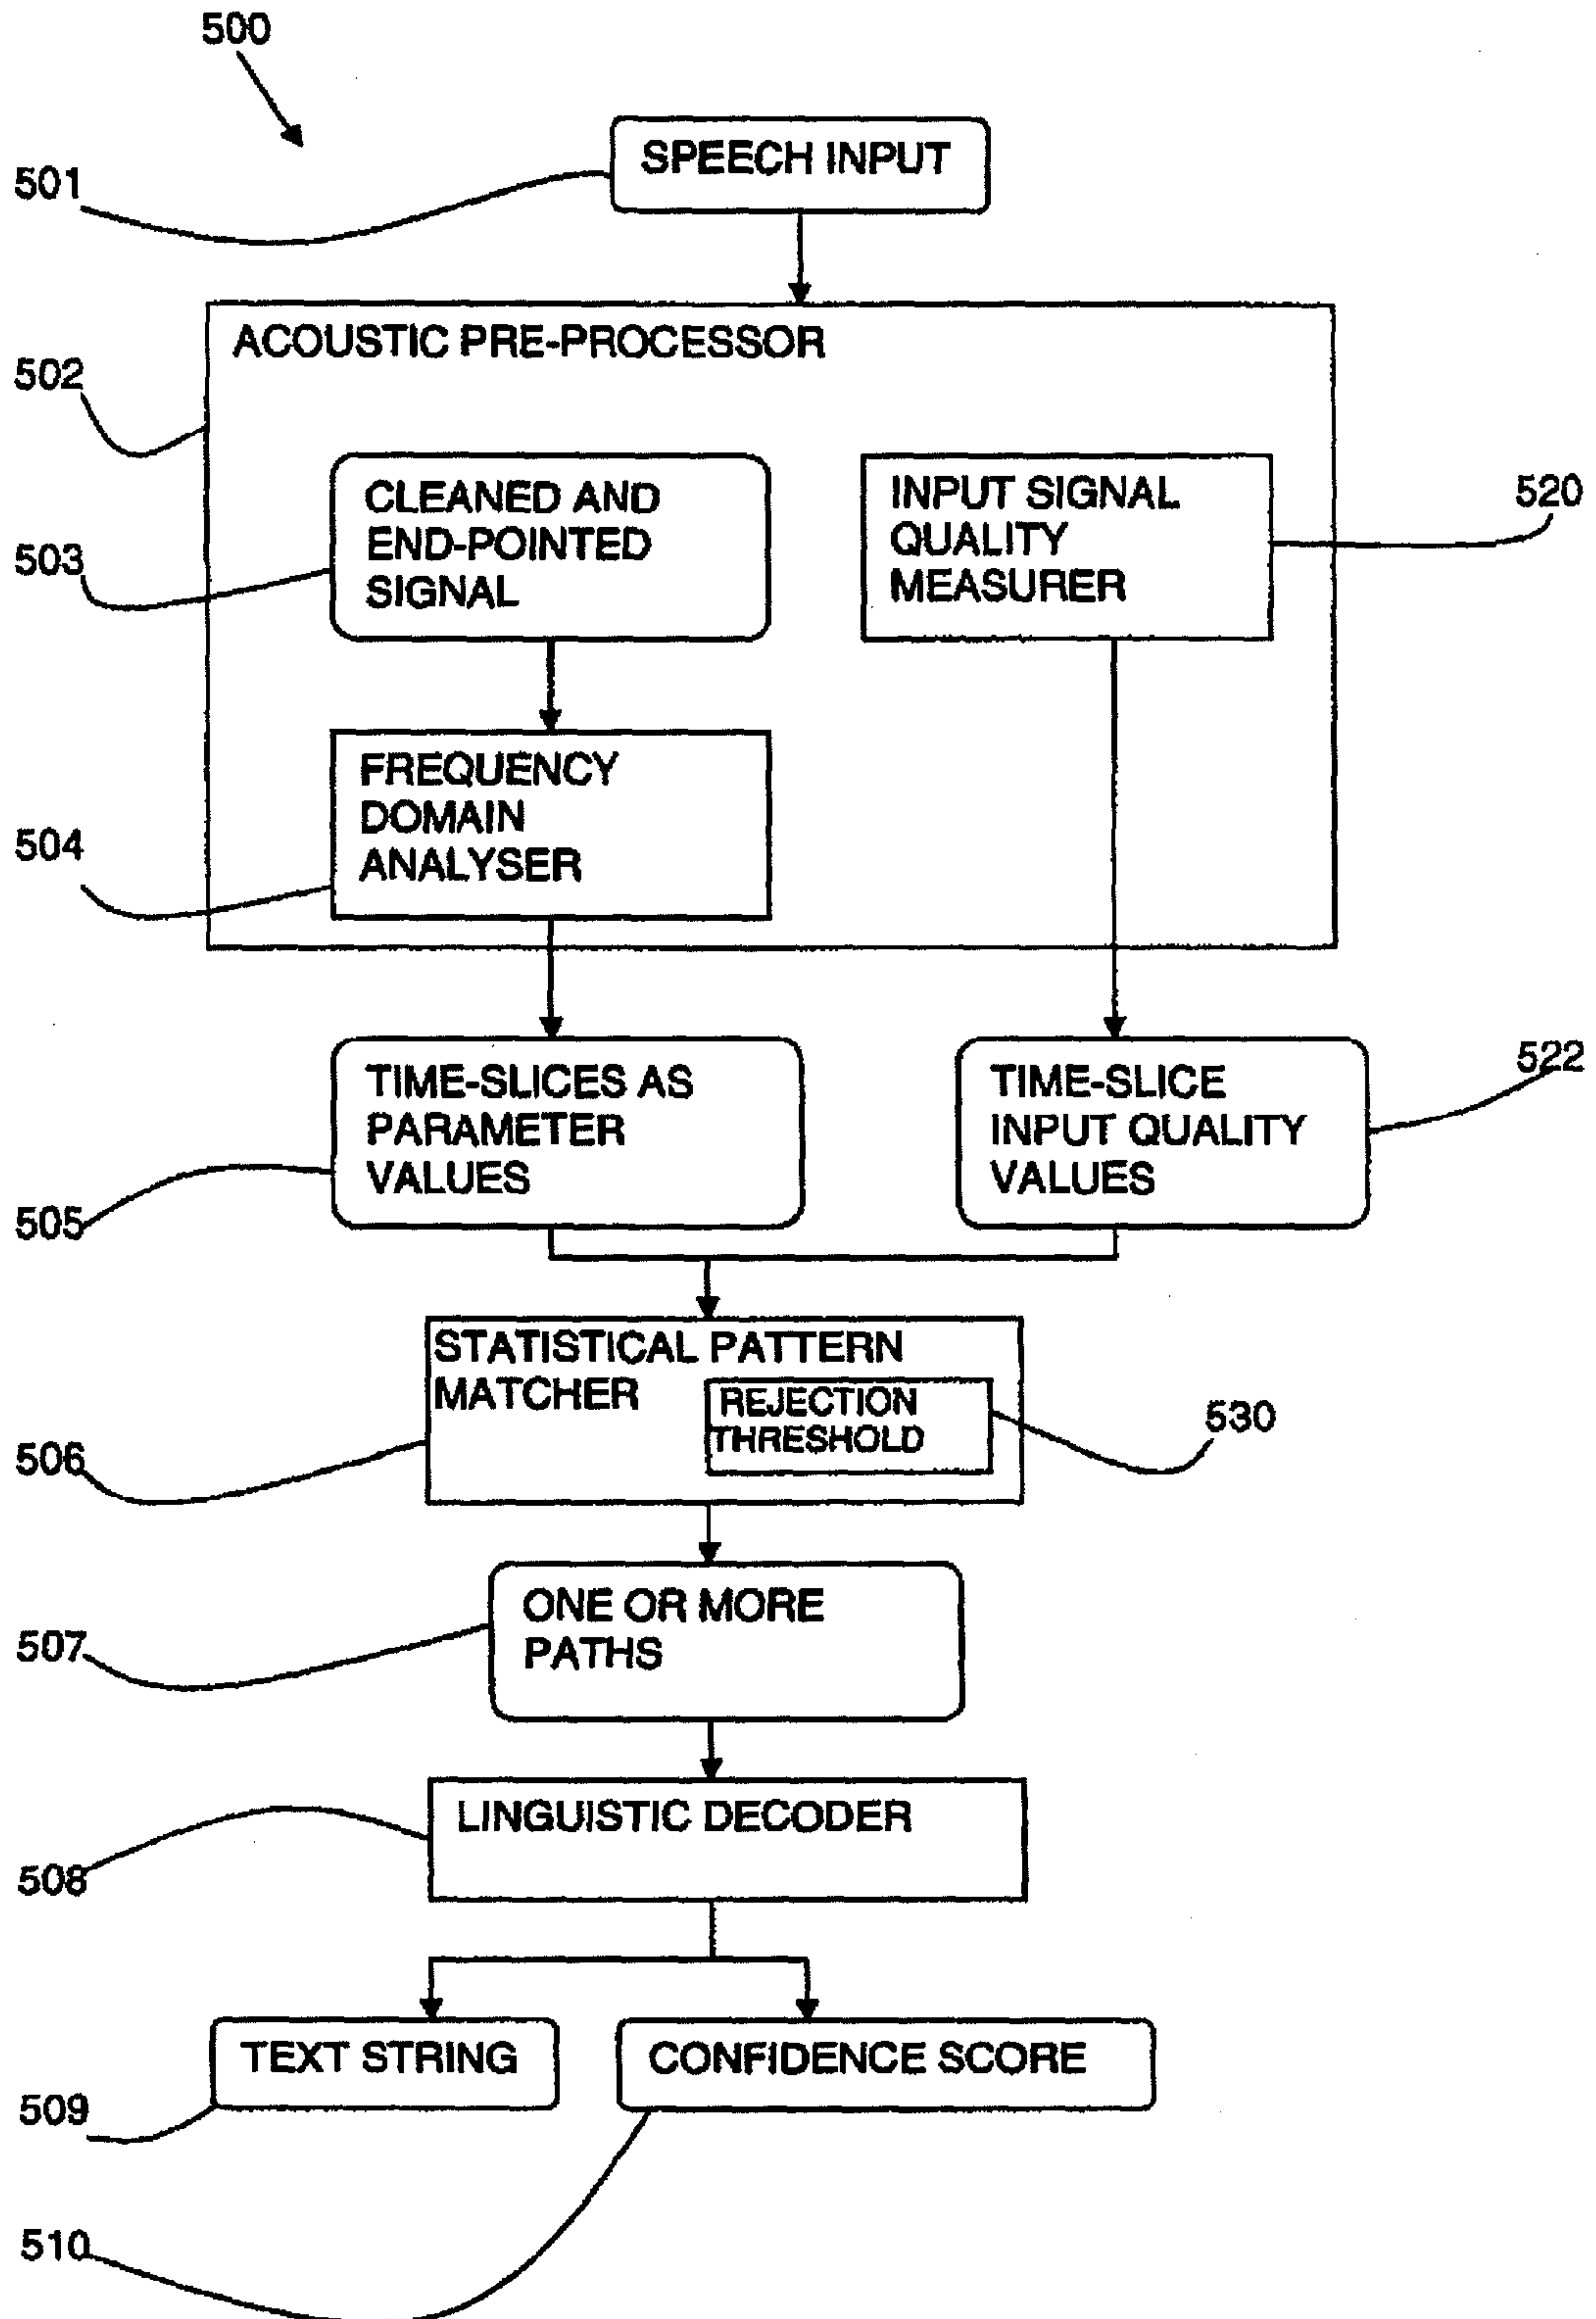 500
501
SPEECH INPUT
502
ACOUSTIC PRE-PROCESSOR
503
CLEANED AND
END-POINTED
SIGNAL
INPUT SIGNAL
QUALITY
MEASURER
520
504
FREQUENCY
DOMAIN
ANALYSER
505
TIME-SLICES AS
PARAMETER
VALUES
TIME-SLICE
INPUT QUALITY
VALUES
522
506
STATISTICAL PATTERN
MATCHER
REJECTION
THRESHOLD
530
507
ONE OR MORE
PATHS
508
LINGUISTIC DECODER
509
TEXT STRING
CONFIDENCE SCORE
510